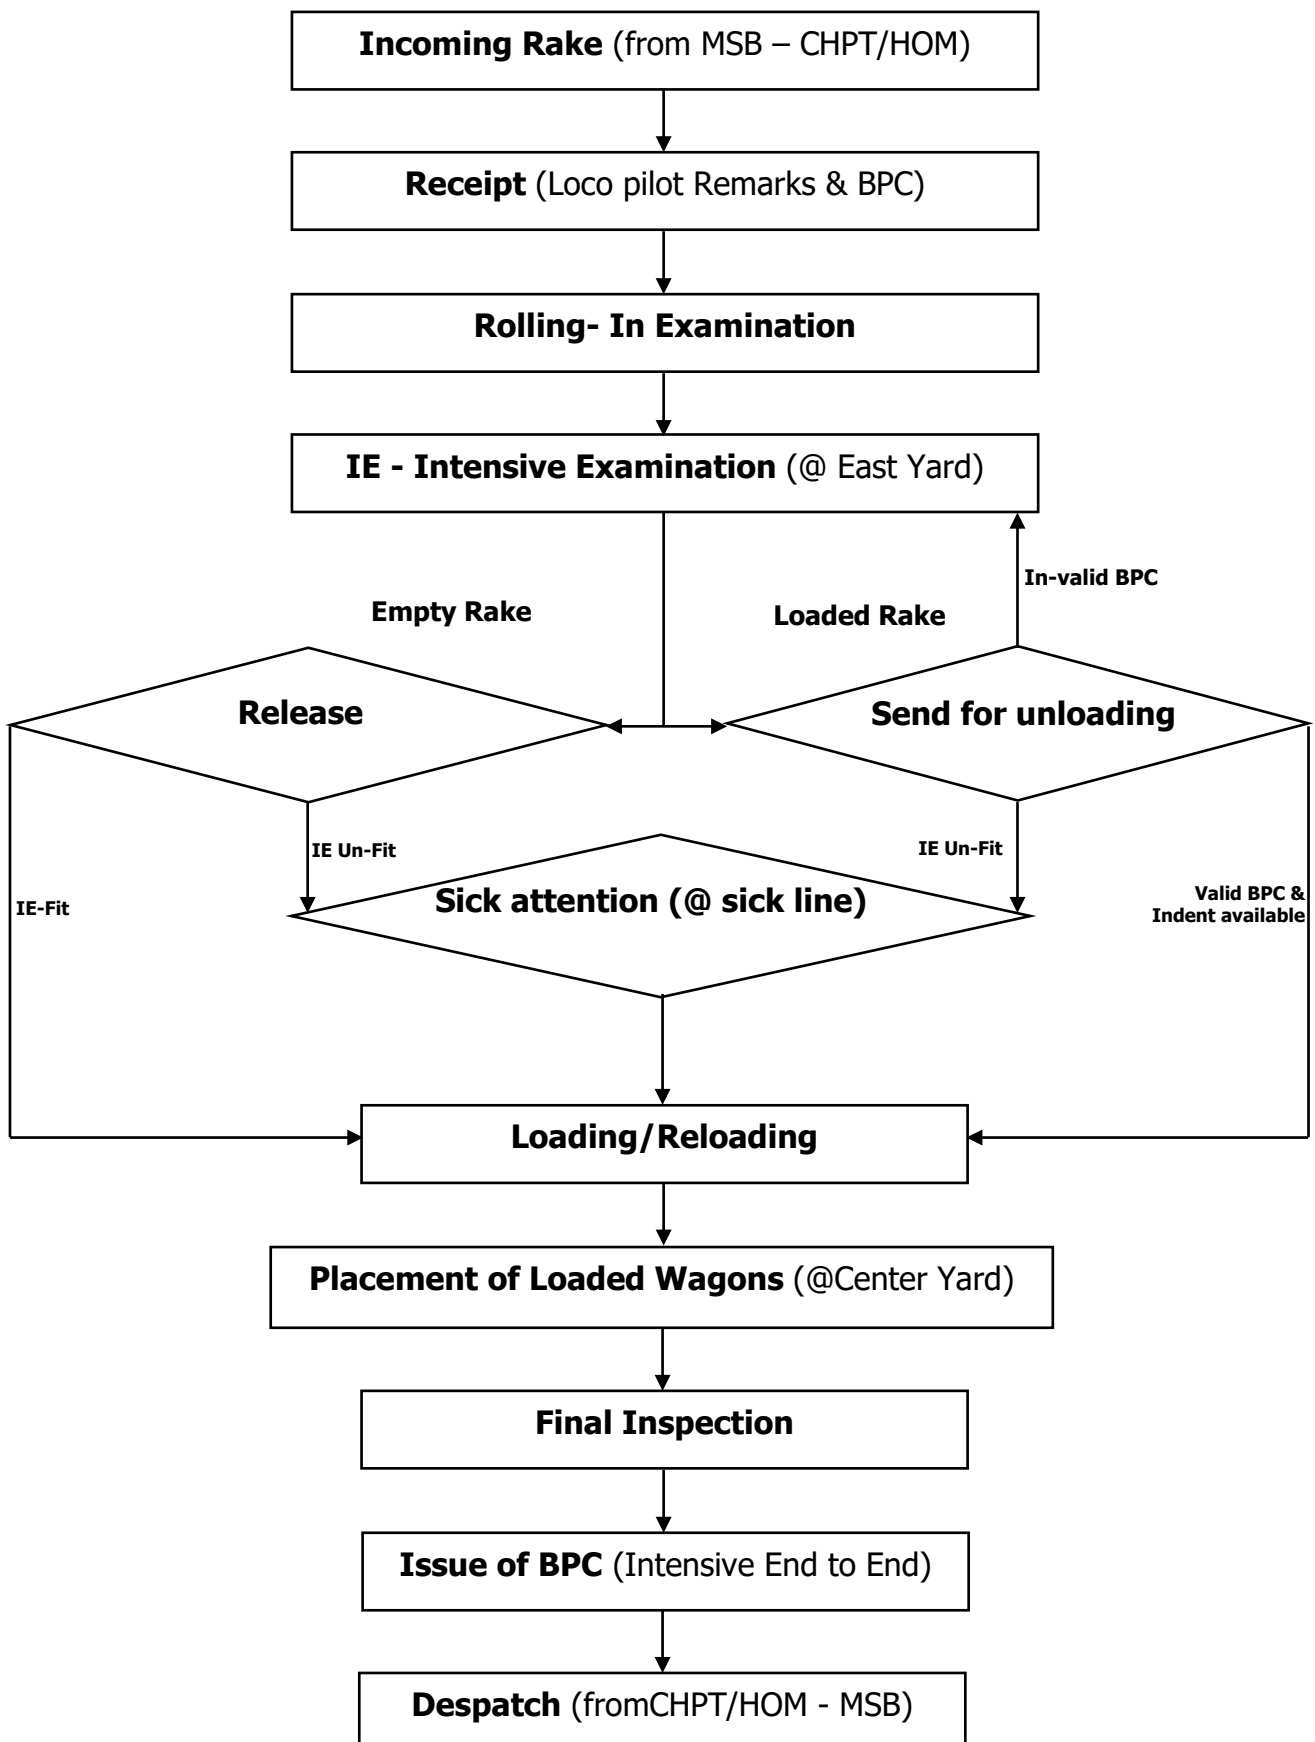 Incoming Rake (from MSB – CHPT/HOM)
Receipt (Loco pilot Remarks & BPC)
Rolling- In Examination
IE - Intensive Examination (@ East Yard)
In-valid BPC
Empty Rake
Loaded Rake
Release
Send for unloading
IE Un-Fit
IE Un-Fit
Sick attention (@ sick line)
IE-Fit
Valid BPC &
Indent available
Loading/Reloading
Placement of Loaded Wagons (@Center Yard)
Final Inspection
Issue of BPC (Intensive End to End)
Despatch (fromCHPT/HOM - MSB)